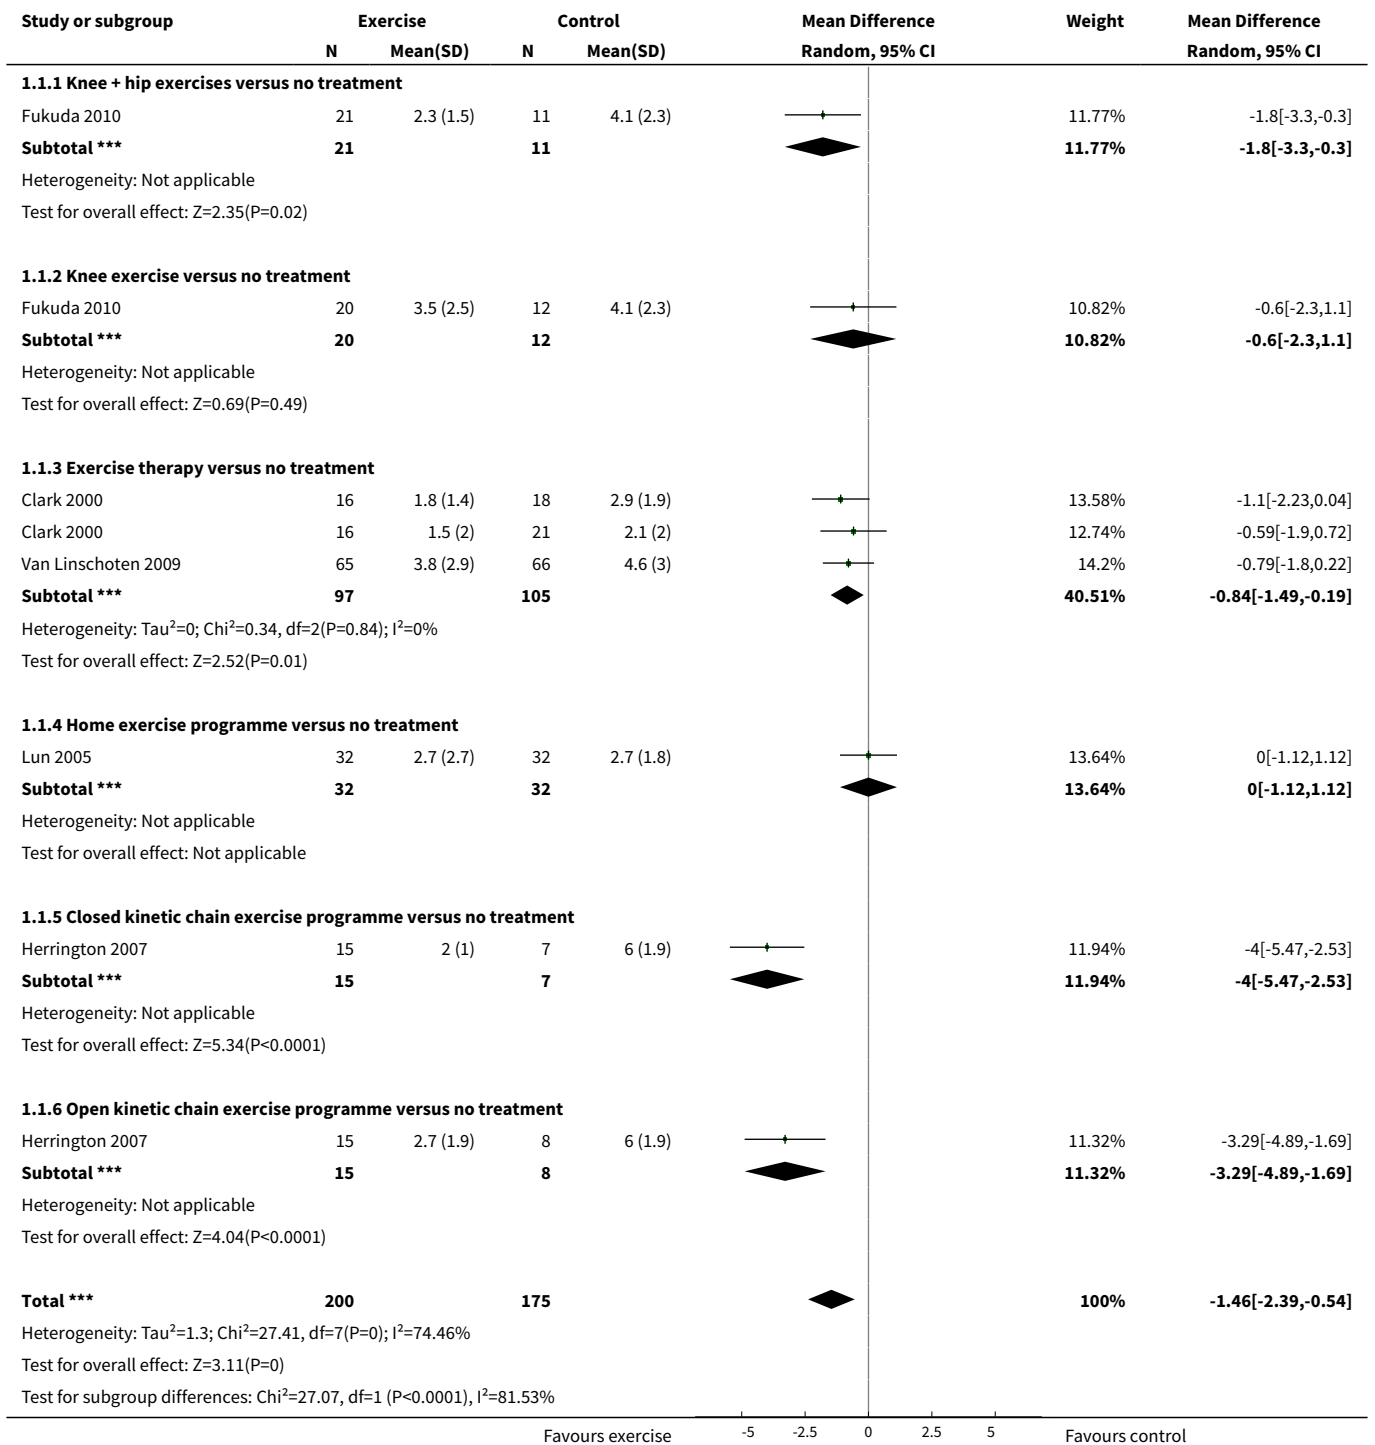 Study or subgroup Exercise Control Mean Difference Weight Mean Difference
N Mean(SD) N Mean(SD) Random, 95% CI Random, 95% CI
1.1.1 Knee + hip exercises versus no treatment
Fukuda 2010 21 2.3 (1.5) 11 4.1 (2.3) 11.77% -1.8[-3.3,-0.3]
Subtotal *** 21 11 11.77% -1.8[-3.3,-0.3]
Heterogeneity: Not applicable
Test for overall effect: Z=2.35(P=0.02)
1.1.2 Knee exercise versus no treatment
Fukuda 2010 20 3.5 (2.5) 12 4.1 (2.3) 10.82% -0.6[-2.3,1.1]
Subtotal *** 20 12 10.82% -0.6[-2.3,1.1]
Heterogeneity: Not applicable
Test for overall effect: Z=0.69(P=0.49)
1.1.3 Exercise therapy versus no treatment
Clark 2000 16 1.8 (1.4) 18 2.9 (1.9) 13.58% -1.1[-2.23,0.04]
Clark 2000 16 1.5 (2) 21 2.1 (2) 12.74% -0.59[-1.9,0.72]
Van Linschoten 2009 65 3.8 (2.9) 66 4.6 (3) 14.2% -0.79[-1.8,0.22]
Subtotal *** 97 105 40.51% -0.84[-1.49,-0.19]
Heterogeneity: Tau²=0; Chi²=0.34, df=2(P=0.84); I²=0%
Test for overall effect: Z=2.52(P=0.01)
1.1.4 Home exercise programme versus no treatment
Lun 2005 32 2.7 (2.7) 32 2.7 (1.8) 13.64% 0[-1.12,1.12]
Subtotal *** 32 32 13.64% 0[-1.12,1.12]
Heterogeneity: Not applicable
Test for overall effect: Not applicable
1.1.5 Closed kinetic chain exercise programme versus no treatment
Herrington 2007 15 2 (1) 7 6 (1.9) 11.94% -4[-5.47,-2.53]
Subtotal *** 15 7 11.94% -4[-5.47,-2.53]
Heterogeneity: Not applicable
Test for overall effect: Z=5.34(P<0.0001)
1.1.6 Open kinetic chain exercise programme versus no treatment
Herrington 2007 15 2.7 (1.9) 8 6 (1.9) 11.32% -3.29[-4.89,-1.69]
Subtotal *** 15 8 11.32% -3.29[-4.89,-1.69]
Heterogeneity: Not applicable
Test for overall effect: Z=4.04(P<0.0001)
Total *** 200 175 100% -1.46[-2.39,-0.54]
Heterogeneity: Tau²=1.3; Chi²=27.41, df=7(P=0); I²=74.46%
Test for overall effect: Z=3.11(P=0)
Test for subgroup differences: Chi²=27.07, df=1 (P<0.0001), I²=81.53%
Favours exercise -5 -2.5 0 2.5 5 Favours control